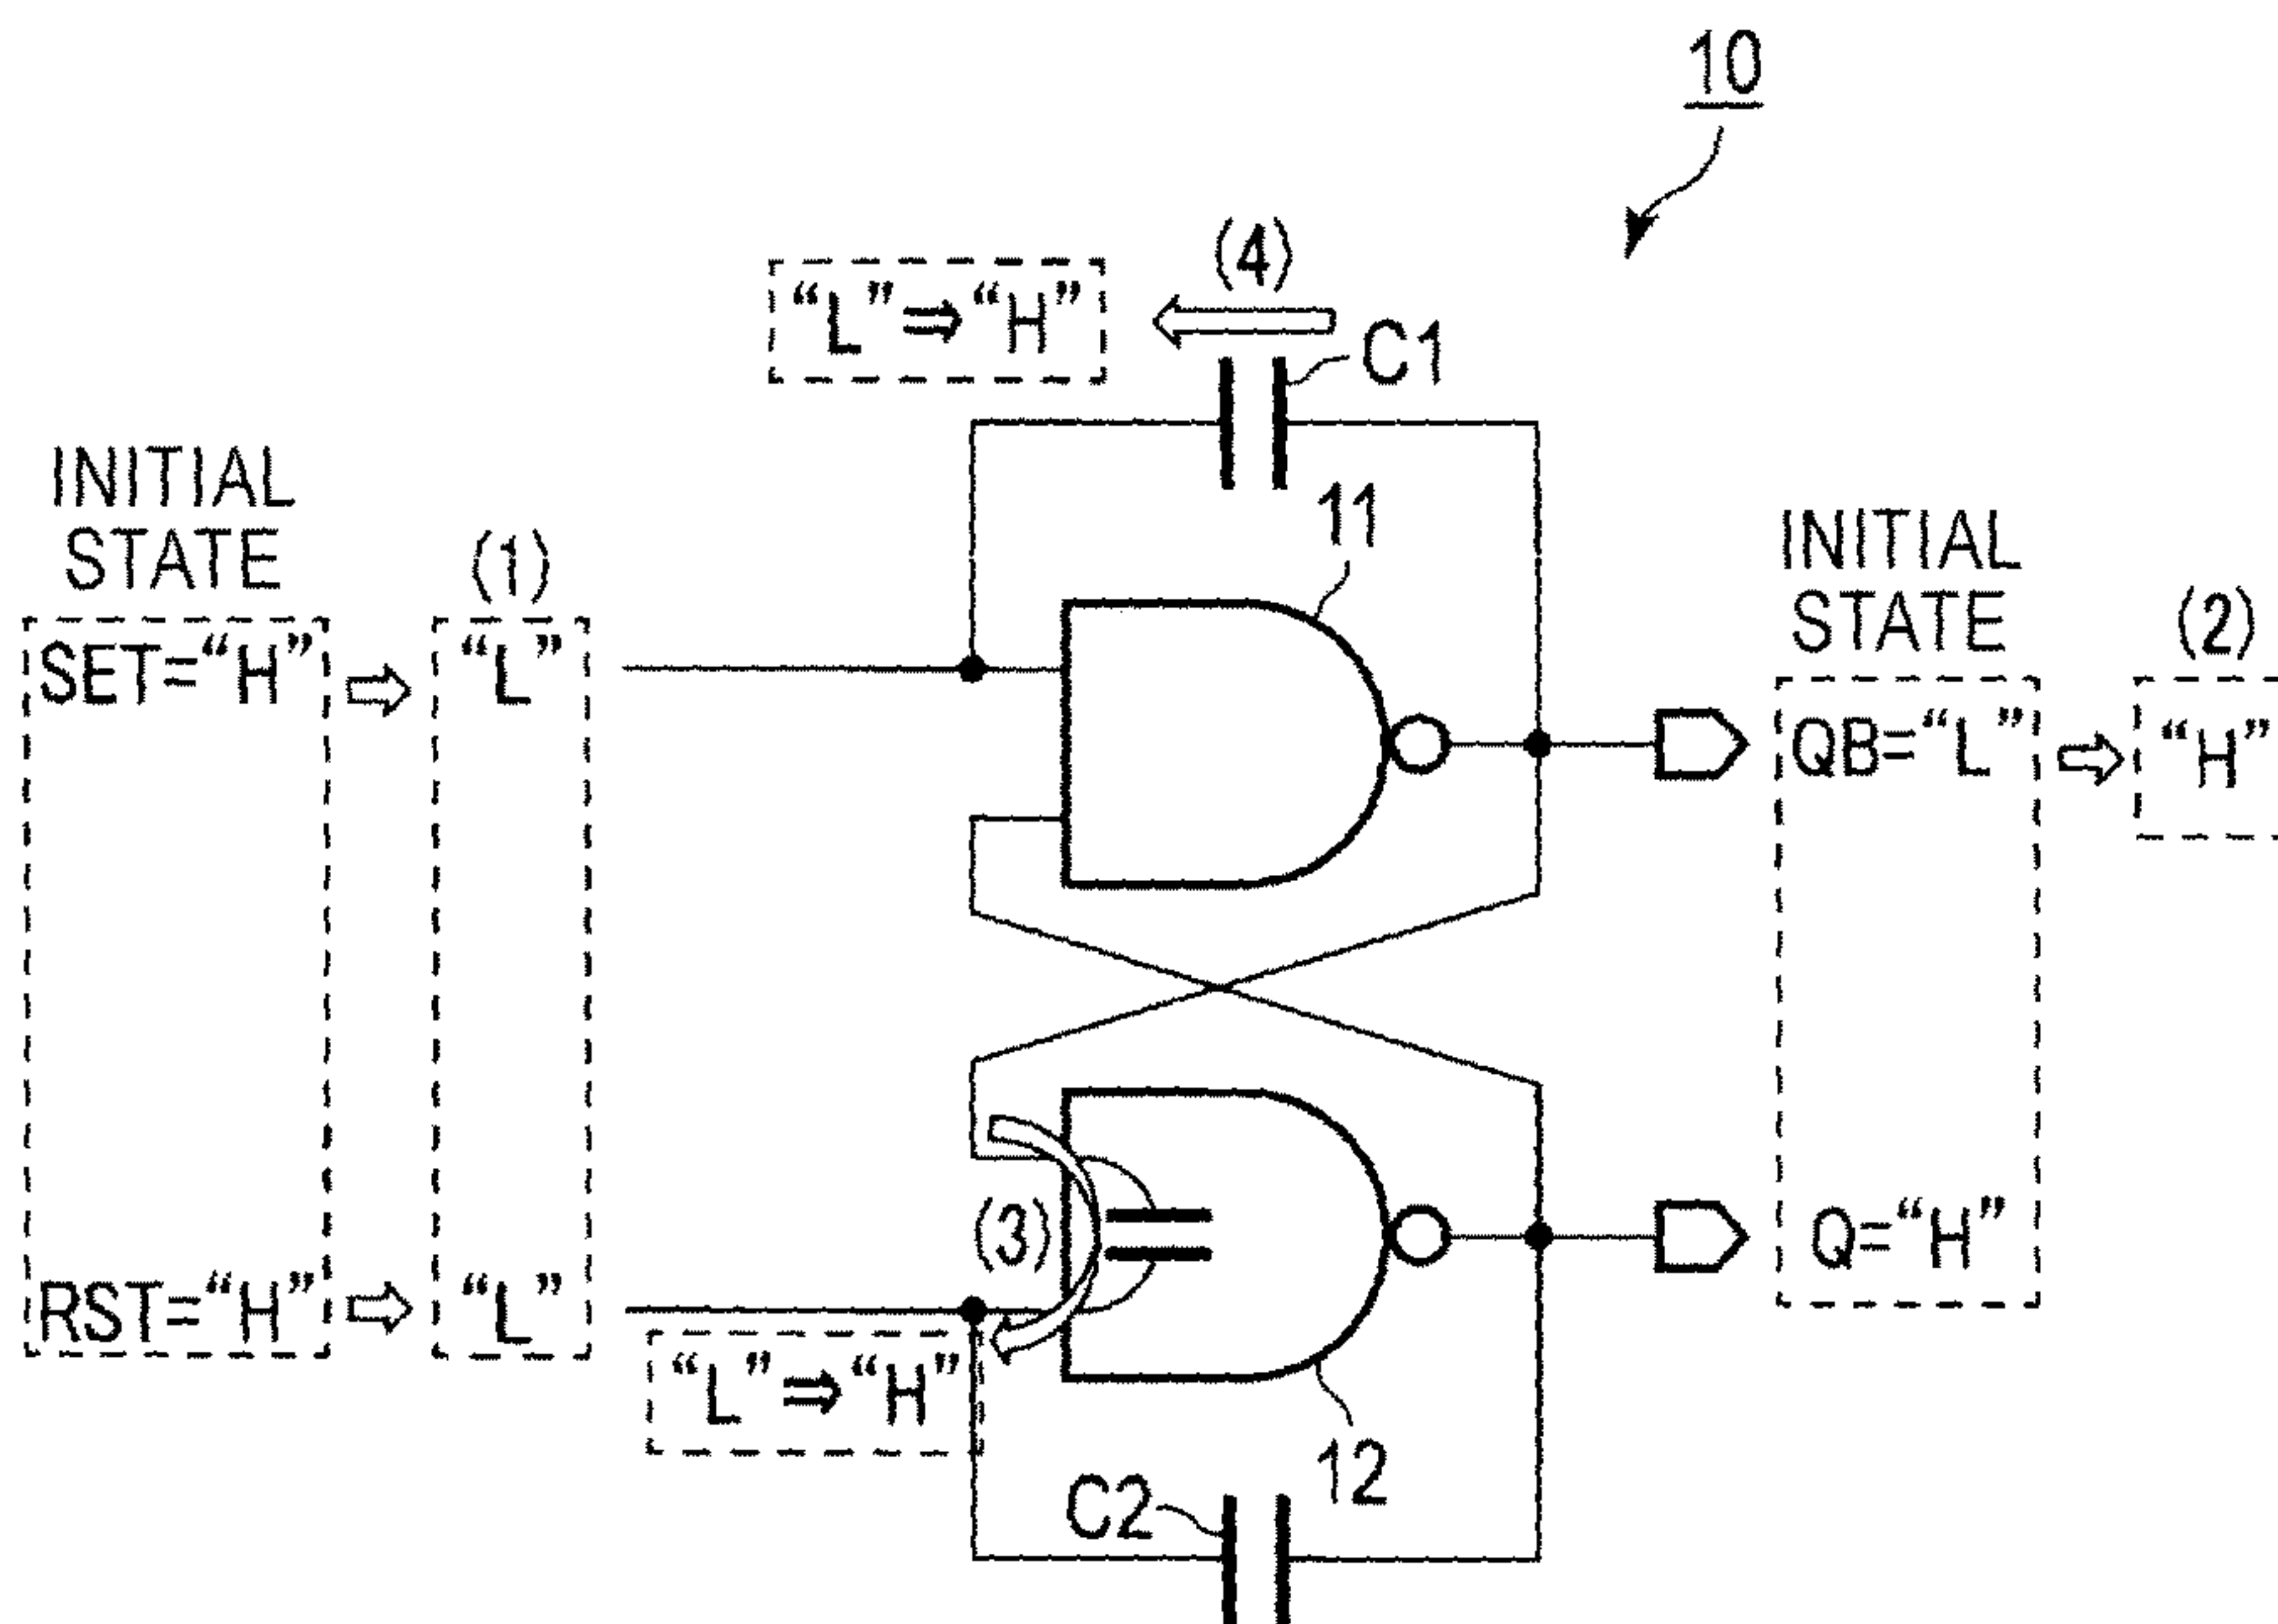 10
(4)
“L”⇒“H”
C1
INITIAL
STATE
(1)
11
INITIAL
STATE
(2)
SET=“H” ⇨ “L”
QB=“L” ⇨ “H”
(3)
Q=“H”
RST=“H” ⇨ “L”
“L”⇒“H”
12
C2